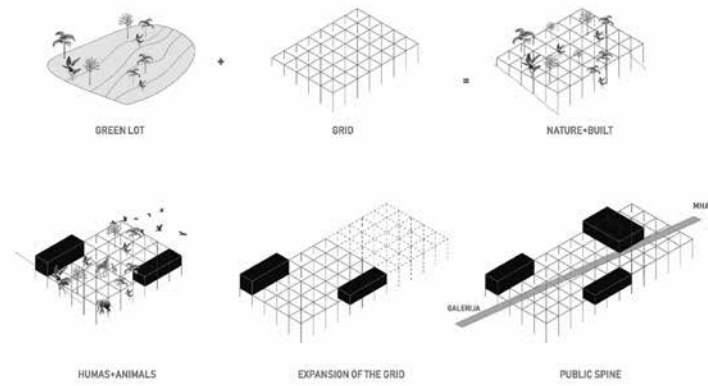 +
=
GREEN LOT
GRID
NATURE+BUILT
MHA
GALERIJA
HUMAS+ANIMALS
EXPANSION OF THE GRID
PUBLIC SPINE